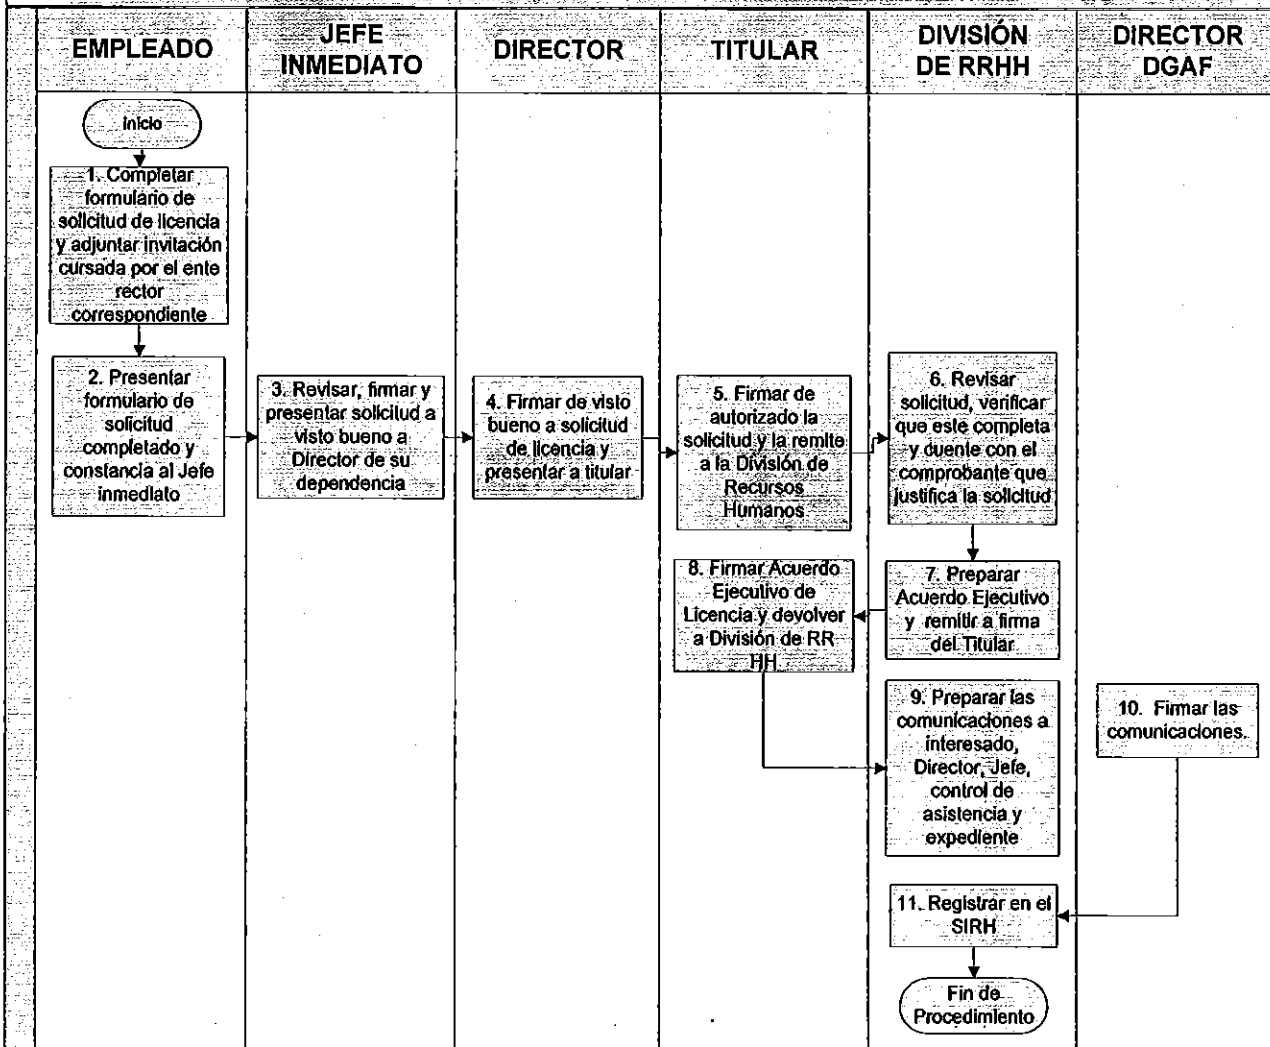 EMPLEADO
JEFE
INMEDIATO
DIRECTOR
TITULAR
DIVISIÓN
DE RRHH
DIRECTOR
DGAF
Inicio
1. Completar
formulario de
solicitud de licencia
y adjuntar invitación
cursada por el ente
rector
correspondiente
2. Presentar
formulario de
solicitud
completado y
constancia al Jefe
inmediato
3. Revisar, firmar y
presentar solicitud a
visto bueno a
Director de su
dependencia
4. Firmar de visto
bueno a solicitud
de licencia y
presentar a titular
5. Firmar de
autorizado la
solicitud y la remite
a la División de
Recursos
Humanos
6. Revisar
solicitud, verificar
que este completa
y cuente con el
comprobante que
justifica la solicitud
7. Preparar
Acuerdo Ejecutivo
y remitir a firma
del Titular
8. Firmar Acuerdo
Ejecutivo de
Licencia y devolver
a División de RR
HH
9. Preparar las
comunicaciones a
interesado,
Director, Jefe,
control de
asistencia y
expediente
10. Firmar las
comunicaciones.
11. Registrar en el
SIRH
Fin de
Procedimiento